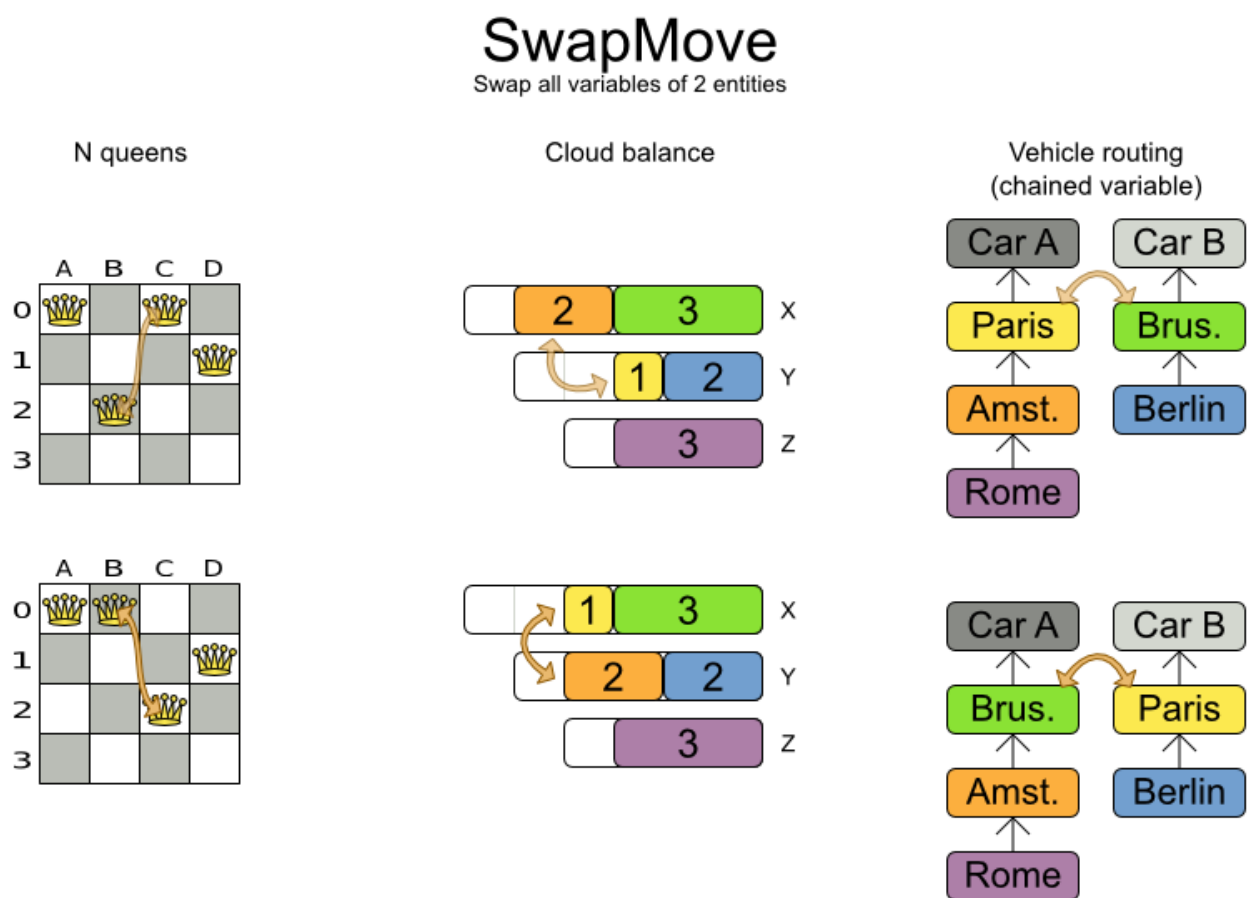 SwapMove
Swap all variables of 2 entities
N queens
Cloud balance
Vehicle routing
(chained variable)
A B C D
0
1
2
3
2 3 X
1 2 Y
3 Z
Car A Car B
Paris Brus.
Amst. Berlin
Rome
A B C D
0
1
2
3
1 3 X
2 2 Y
3 Z
Car A Car B
Brus. Paris
Amst. Berlin
Rome